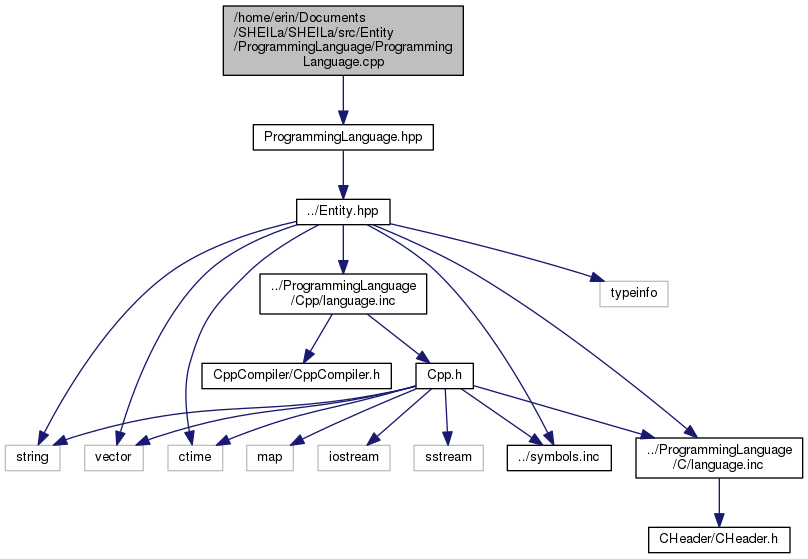 /home/erin/Documents
/SHEILa/SHEILa/src/Entity
/ProgrammingLanguage/Programming
Language.cpp
ProgrammingLanguage.hpp
../Entity.hpp
../ProgrammingLanguage
/Cpp/language.inc
typeinfo
CppCompiler/CppCompiler.h
Cpp.h
string
vector
ctime
map
iostream
sstream
../symbols.inc
../ProgrammingLanguage
/C/language.inc
CHeader/CHeader.h